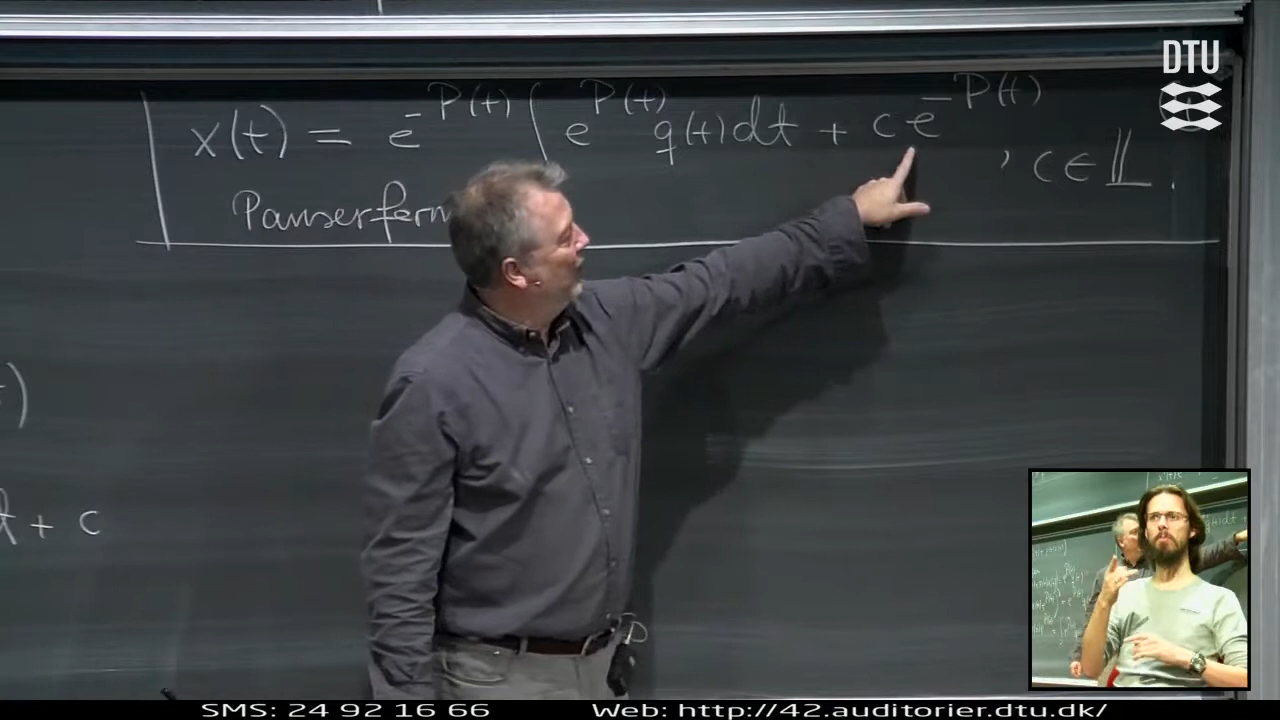 DTU
x(t) = e^{-P(t)} ∫ e^{P(t)} q(t) dt + c e^{-P(t)}, c ∈ 𝕃.
Panserform
)
+ c
SMS: 24 92 16 66
Web: http://42.auditorier.dtu.dk/